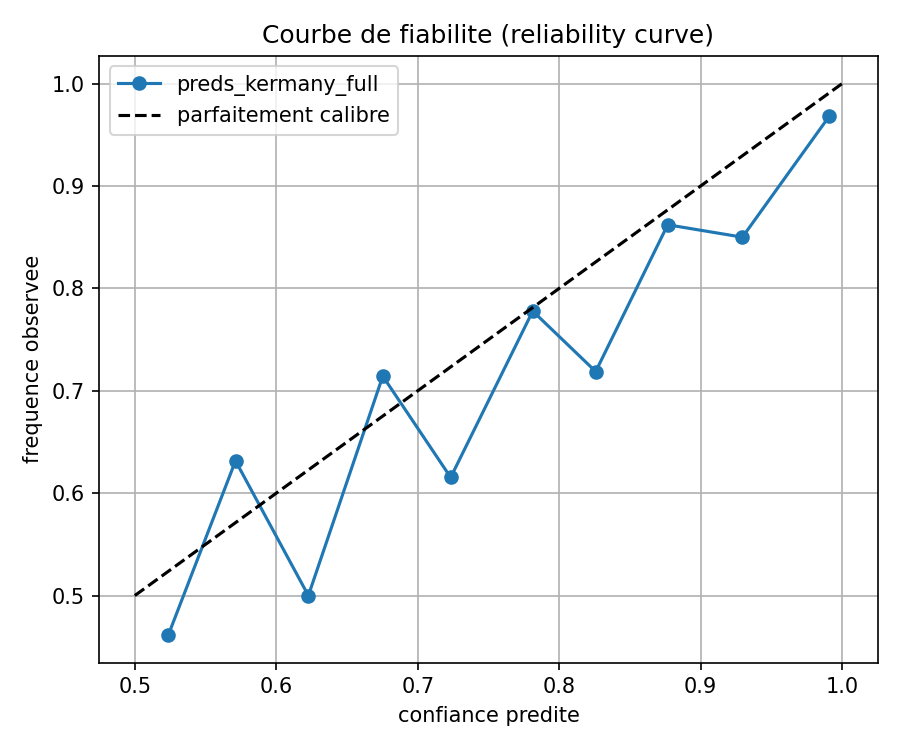 Courbe de fiabilite (reliability curve)
preds_kermany_full
parfaitement calibre
frequence observee
1.0
0.9
0.8
0.7
0.6
0.5
0.5 0.6 0.7 0.8 0.9 1.0
confiance predite